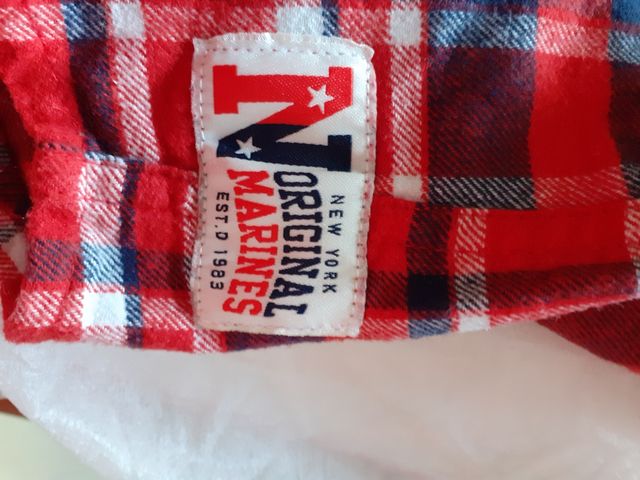 N
NEW YORK
ORIGINAL
MARINES
EST.D 1983